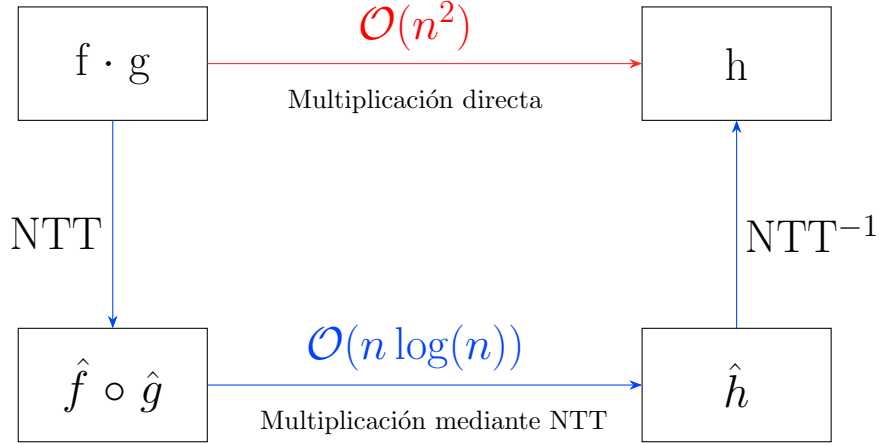 𝒪(n²)
f · g
h
Multiplicación directa
NTT
NTT⁻¹
𝒪(n log(n))
f̂ ∘ ĝ
ĥ
Multiplicación mediante NTT